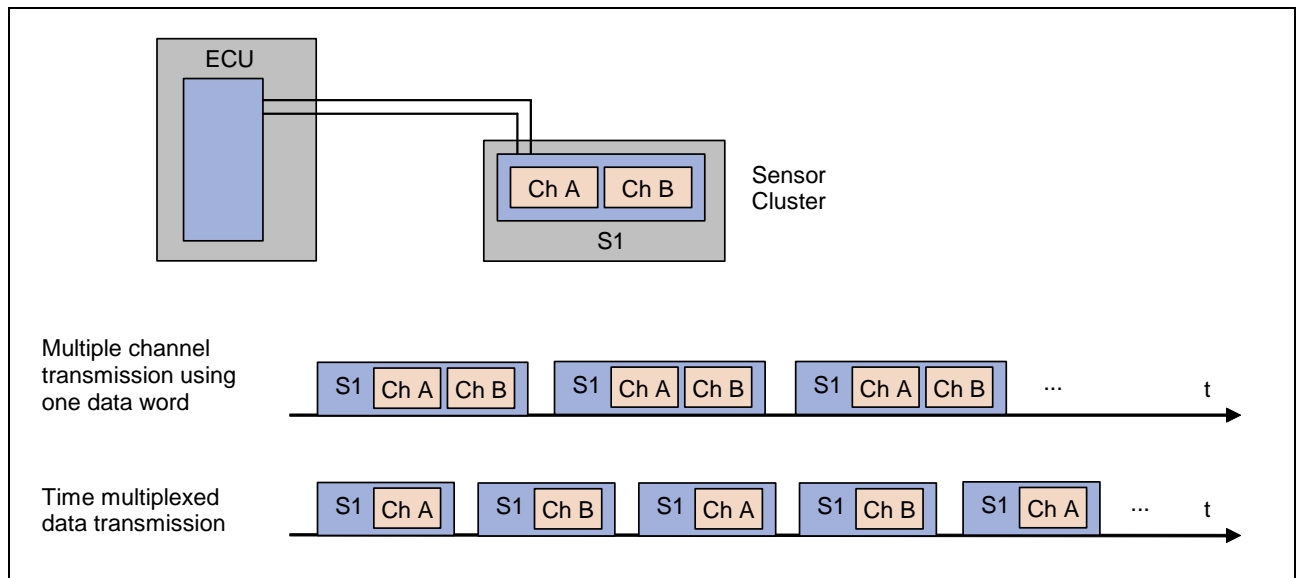 ECU
Ch A Ch B
Sensor
Cluster
S1
Multiple channel
transmission using
one data word
S1 Ch A Ch B S1 Ch A Ch B S1 Ch A Ch B ... t
Time multiplexed
data transmission
S1 Ch A S1 Ch B S1 Ch A S1 Ch B S1 Ch A ... t